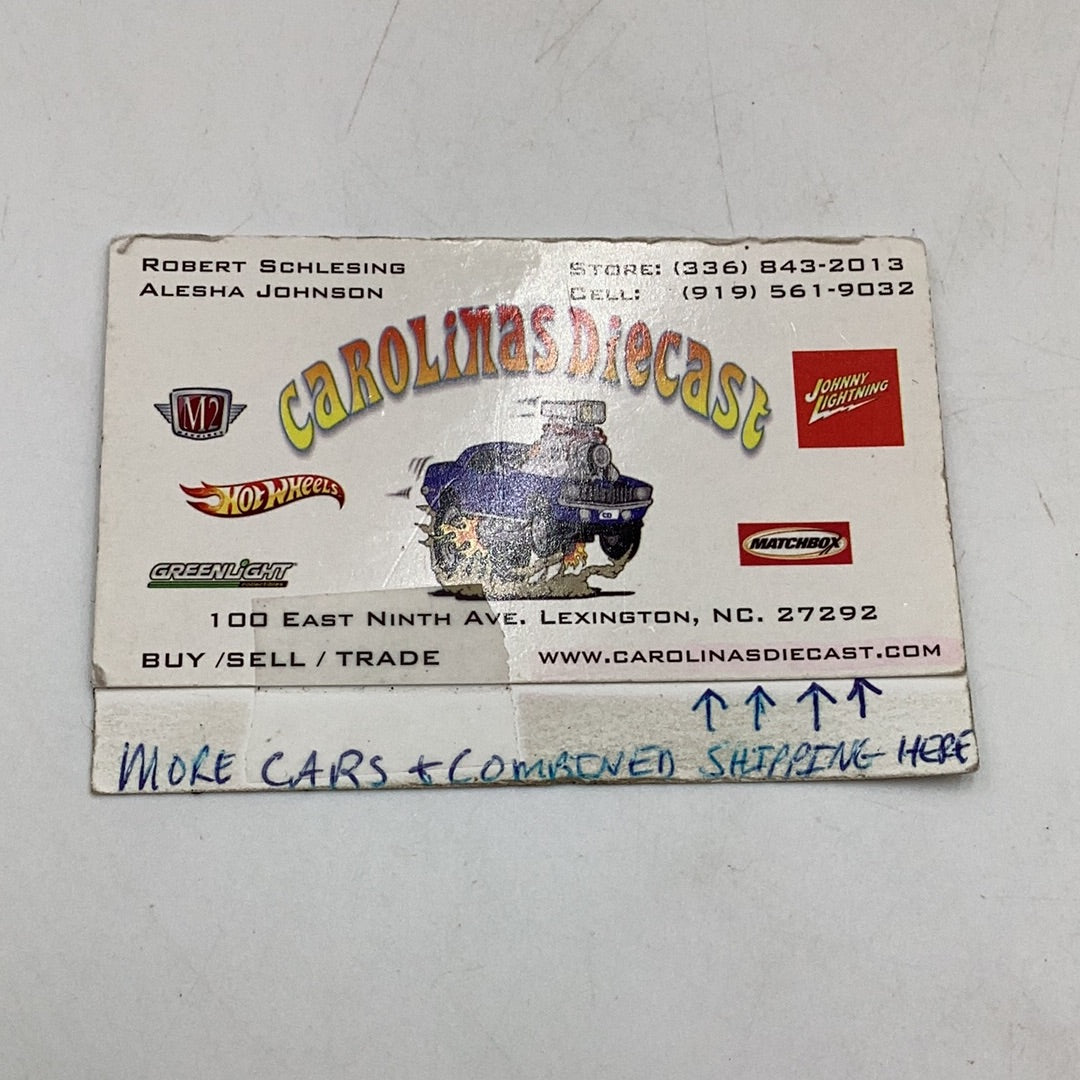 ROBERT SCHLESING
ALESHA JOHNSON
STORE: (336) 843-2013
CELL: (919) 561-9032
CAROLINAS DIECAST
M2
JOHNNY LIGHTNING
HOT WHEELS
MATCHBOX
GREENLIGHT
CD
100 EAST NINTH AVE. LEXINGTON, NC. 27292
BUY /SELL / TRADE
WWW.CAROLINASDIECAST.COM
↑ ↑ ↑ ↑
MORE CARS + COMBINED SHIPPING HERE